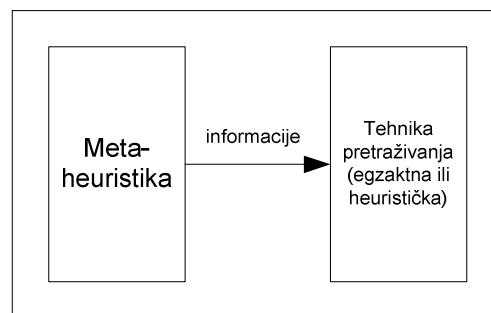 Meta-
heuristika
informacije
Tehnika
pretraživanja
(egzaktna ili
heuristička)